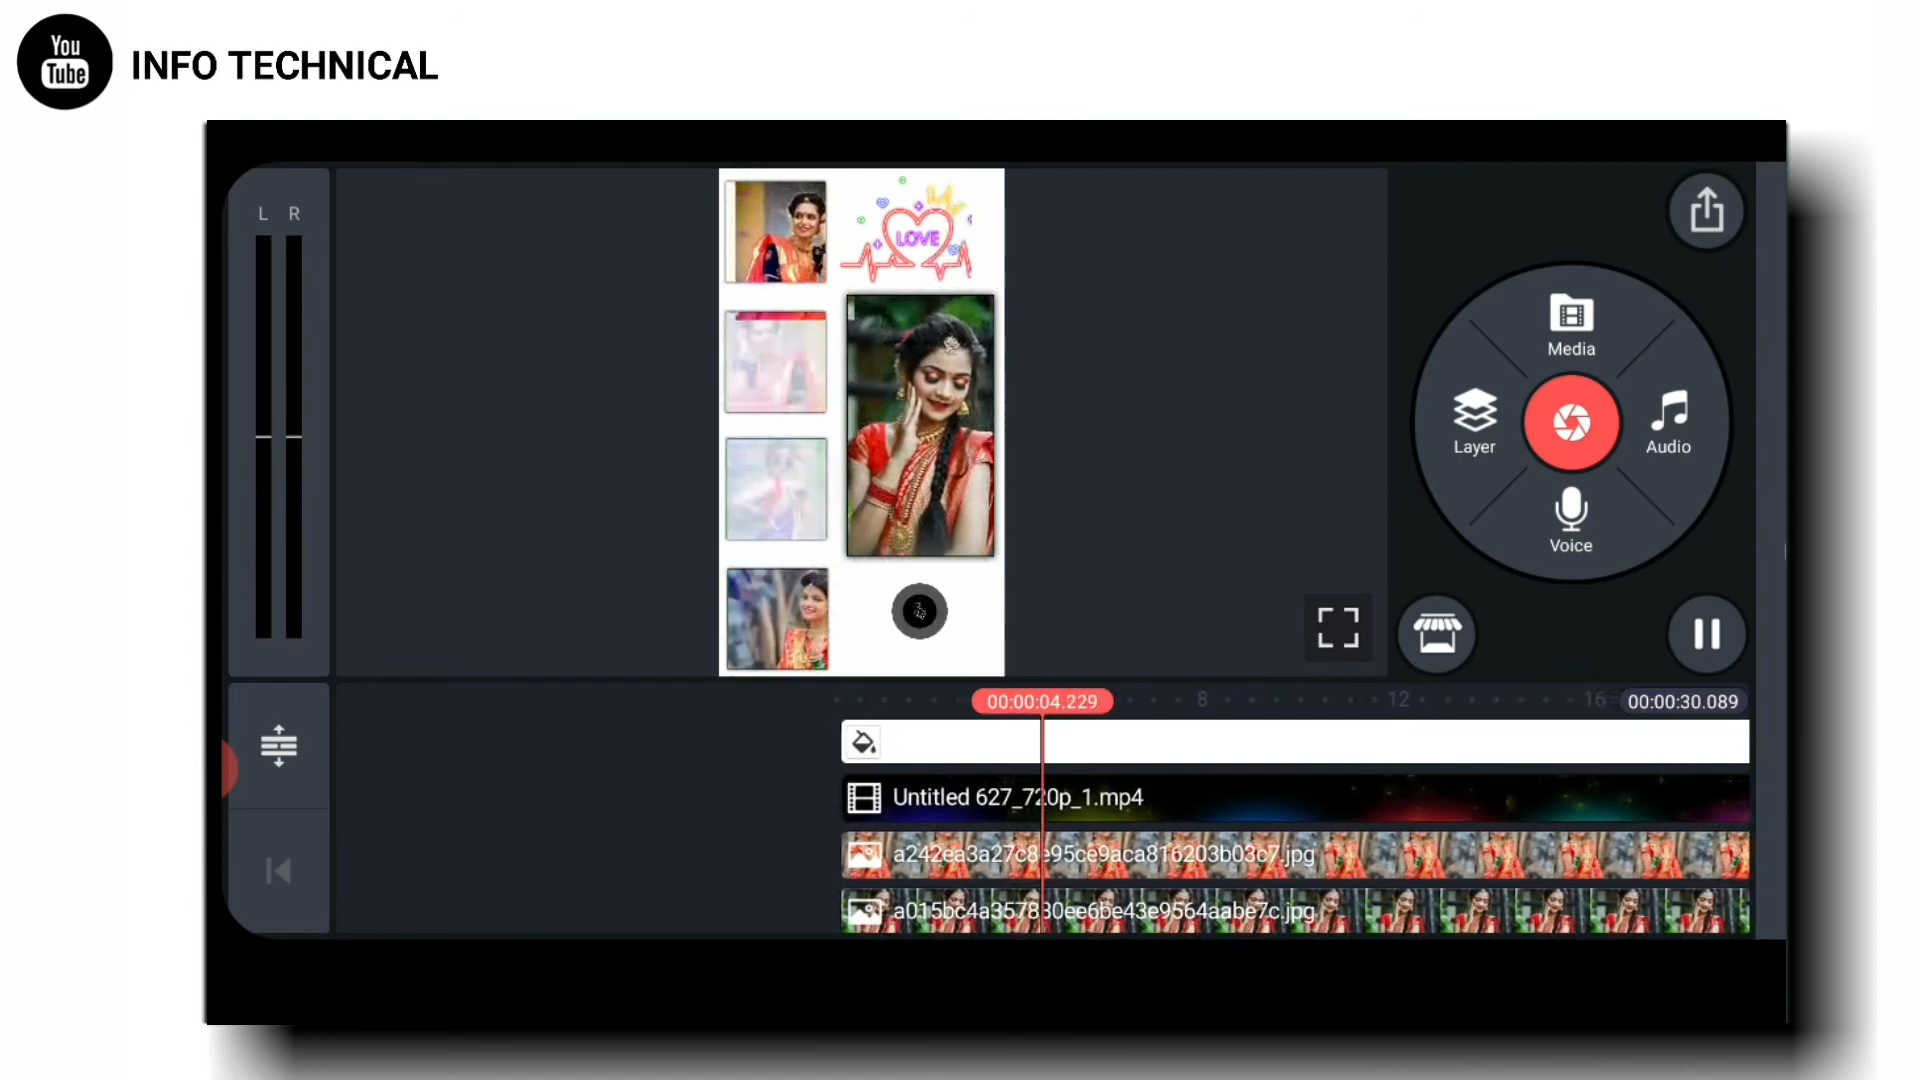 You
Tube
INFO TECHNICAL
L R
LOVE
Media
Layer
Audio
Voice
00:00:04.229
8
12
16
00:00:30.089
Untitled 627_720p_1.mp4
a242ea3a27c8e95ce9aca816203b03c7.jpg
a015bc4a357830ee6be43e9564aabe7c.jpg